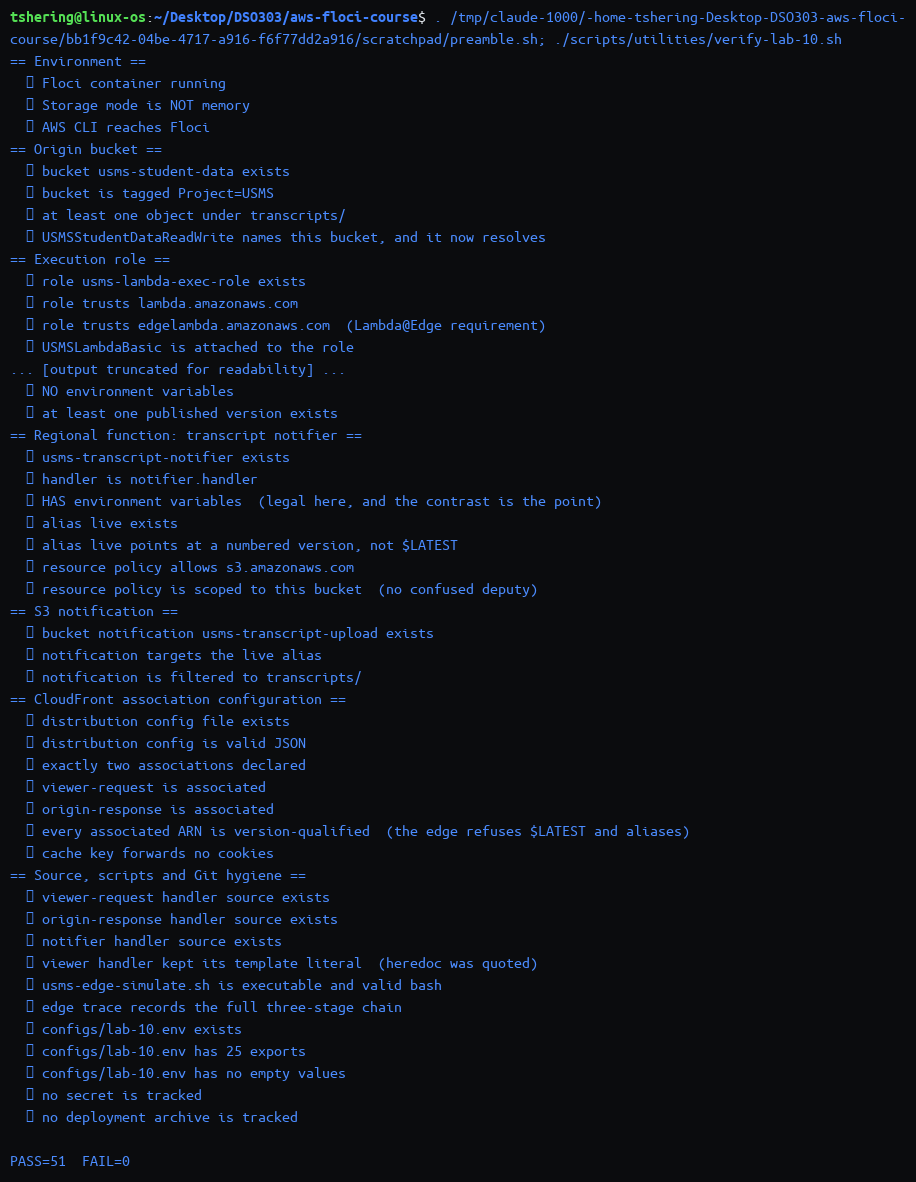 tshering@linux-os:~/Desktop/DSO303/aws-floci-course$ . /tmp/claude-1000/-home-tshering-Desktop-DSO303-aws-floci-
course/bb1f9c42-04be-4717-a916-f6f77dd2a916/scratchpad/preamble.sh; ./scripts/utilities/verify-lab-10.sh
== Environment ==
Floci container running
Storage mode is NOT memory
AWS CLI reaches Floci
== Origin bucket ==
bucket usms-student-data exists
bucket is tagged Project=USMS
at least one object under transcripts/
USMSStudentDataReadWrite names this bucket, and it now resolves
== Execution role ==
role usms-lambda-exec-role exists
role trusts lambda.amazonaws.com
role trusts edgelambda.amazonaws.com  (Lambda@Edge requirement)
USMSLambdaBasic is attached to the role
... [output truncated for readability] ...
NO environment variables
at least one published version exists
== Regional function: transcript notifier ==
usms-transcript-notifier exists
handler is notifier.handler
HAS environment variables  (legal here, and the contrast is the point)
alias live exists
alias live points at a numbered version, not $LATEST
resource policy allows s3.amazonaws.com
resource policy is scoped to this bucket  (no confused deputy)
== S3 notification ==
bucket notification usms-transcript-upload exists
notification targets the live alias
notification is filtered to transcripts/
== CloudFront association configuration ==
distribution config file exists
distribution config is valid JSON
exactly two associations declared
viewer-request is associated
origin-response is associated
every associated ARN is version-qualified  (the edge refuses $LATEST and aliases)
cache key forwards no cookies
== Source, scripts and Git hygiene ==
viewer-request handler source exists
origin-response handler source exists
notifier handler source exists
viewer handler kept its template literal  (heredoc was quoted)
usms-edge-simulate.sh is executable and valid bash
edge trace records the full three-stage chain
configs/lab-10.env exists
configs/lab-10.env has 25 exports
configs/lab-10.env has no empty values
no secret is tracked
no deployment archive is tracked
PASS=51  FAIL=0